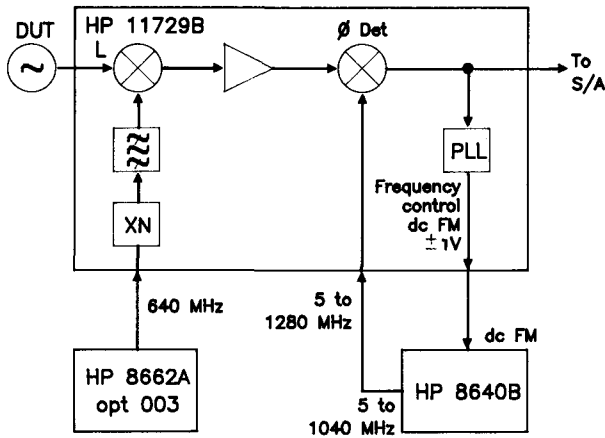 DUT
HP 11729B
L
Ø Det
To
S/A
PLL
Frequency
control
dc FM
±1V
XN
640 MHz
5 to
1280 MHz
dc FM
HP 8662A
opt 003
HP 8640B
5 to
1040 MHz